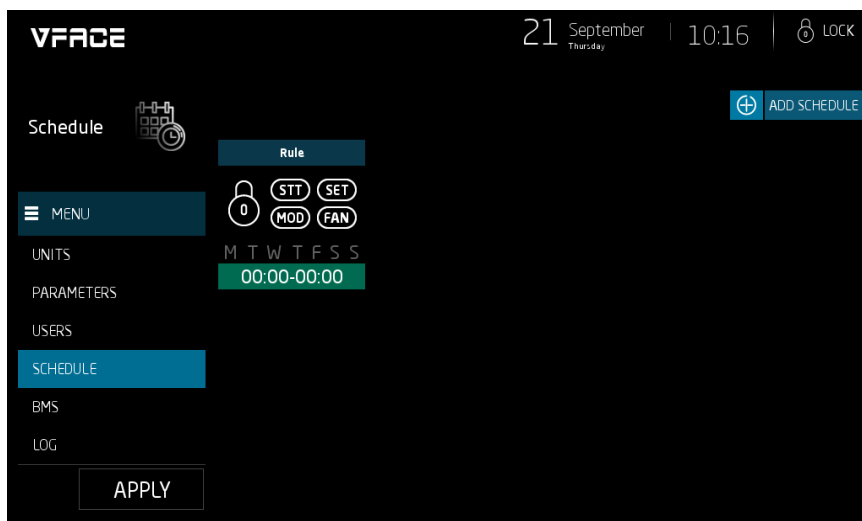 VFACE
21 September
Thursday
10:16
LOCK
ADD SCHEDULE
Schedule
Rule
0
STT SET
MOD FAN
M T W T F S S
00:00-00:00
MENU
UNITS
PARAMETERS
USERS
SCHEDULE
BMS
LOG
APPLY